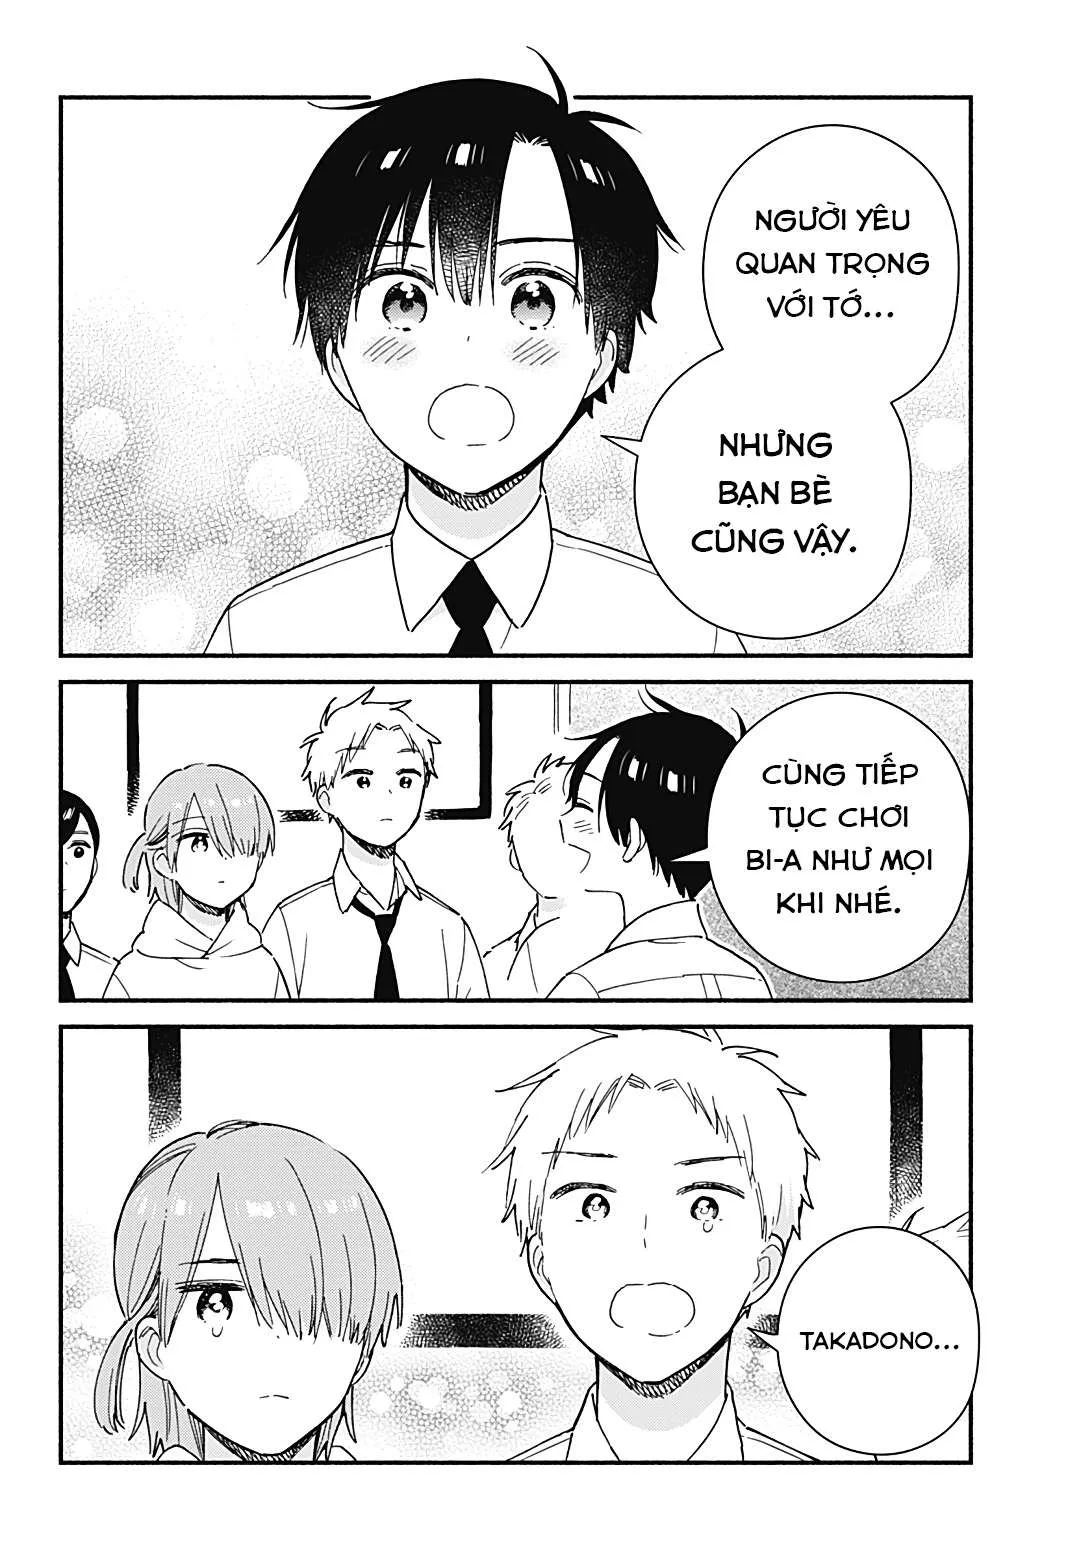 NGƯỜI YÊU
QUAN TRỌNG
VỚI TỚ...
NHƯNG
BẠN BÈ
CŨNG VẬY.
CÙNG TIẾP
TỤC CHƠI
BI-A NHƯ MỌI
KHI NHÉ.
TAKADONO...